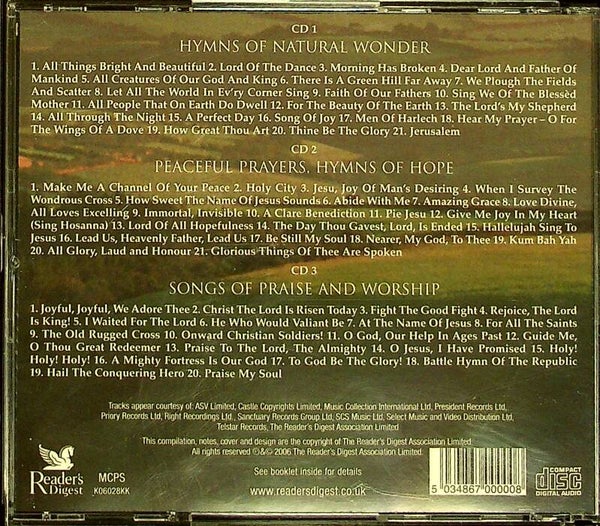 CD 1
HYMNS OF NATURAL WONDER
1. All Things Bright And Beautiful 2. Lord Of The Dance 3. Morning Has Broken 4. Dear Lord And Father Of
Mankind 5. All Creatures Of Our God And King 6. There Is A Green Hill Far Away 7. We Plough The Fields
And Scatter 8. Let All The World In Ev'ry Corner Sing 9. Faith Of Our Fathers 10. Sing We Of The Blessèd
Mother 11. All People That On Earth Do Dwell 12. For The Beauty Of The Earth 13. The Lord's My Shepherd
14. All Through The Night 15. A Perfect Day 16. Song Of Joy 17. Men Of Harlech 18. Hear My Prayer – O For
The Wings Of A Dove 19. How Great Thou Art 20. Thine Be The Glory 21. Jerusalem
CD 2
PEACEFUL PRAYERS, HYMNS OF HOPE
1. Make Me A Channel Of Your Peace 2. Holy City 3. Jesu, Joy Of Man's Desiring 4. When I Survey The
Wondrous Cross 5. How Sweet The Name Of Jesus Sounds 6. Abide With Me 7. Amazing Grace 8. Love Divine,
All Loves Excelling 9. Immortal, Invisible 10. A Clare Benediction 11. Pie Jesu 12. Give Me Joy In My Heart
(Sing Hosanna) 13. Lord Of All Hopefulness 14. The Day Thou Gavest, Lord, Is Ended 15. Hallelujah Sing To
Jesus 16. Lead Us, Heavenly Father, Lead Us 17. Be Still My Soul 18. Nearer, My God, To Thee 19. Kum Bah Yah
20. All Glory, Laud and Honour 21. Glorious Things Of Thee Are Spoken
CD 3
SONGS OF PRAISE AND WORSHIP
1. Joyful, Joyful, We Adore Thee 2. Christ The Lord Is Risen Today 3. Fight The Good Fight 4. Rejoice, The Lord
Is King! 5. I Waited For The Lord 6. He Who Would Valiant Be 7. At The Name Of Jesus 8. For All The Saints
9. The Old Rugged Cross 10. Onward Christian Soldiers! 11. O God, Our Help In Ages Past 12. Guide Me,
O Thou Great Redeemer 13. Praise To The Lord, The Almighty 14. O Jesus, I Have Promised 15. Holy!
Holy! Holy! 16. A Mighty Fortress Is Our God 17. To God Be The Glory! 18. Battle Hymn Of The Republic
19. Hail The Conquering Hero 20. Praise My Soul
Tracks appear courtesy of: ASV Limited, Castle Copyrights Limited, Music Collection International Ltd, President Records Ltd,
Priory Records Ltd, Right Recordings Ltd., Sanctuary Records Group Ltd, SCS Music Ltd, Select Music and Video Distribution Ltd,
Telstar Records, The Reader's Digest Association Limited
This compilation, notes, cover and design are the copyright of The Reader's Digest Association Limited.
All rights reserved ℗&© 2006 The Reader's Digest Association Limited
See booklet inside for details
www.readersdigest.co.uk
Reader's
Digest
MCPS
K06028KK
5 034867 000008
COMPACT
disc
DIGITAL AUDIO